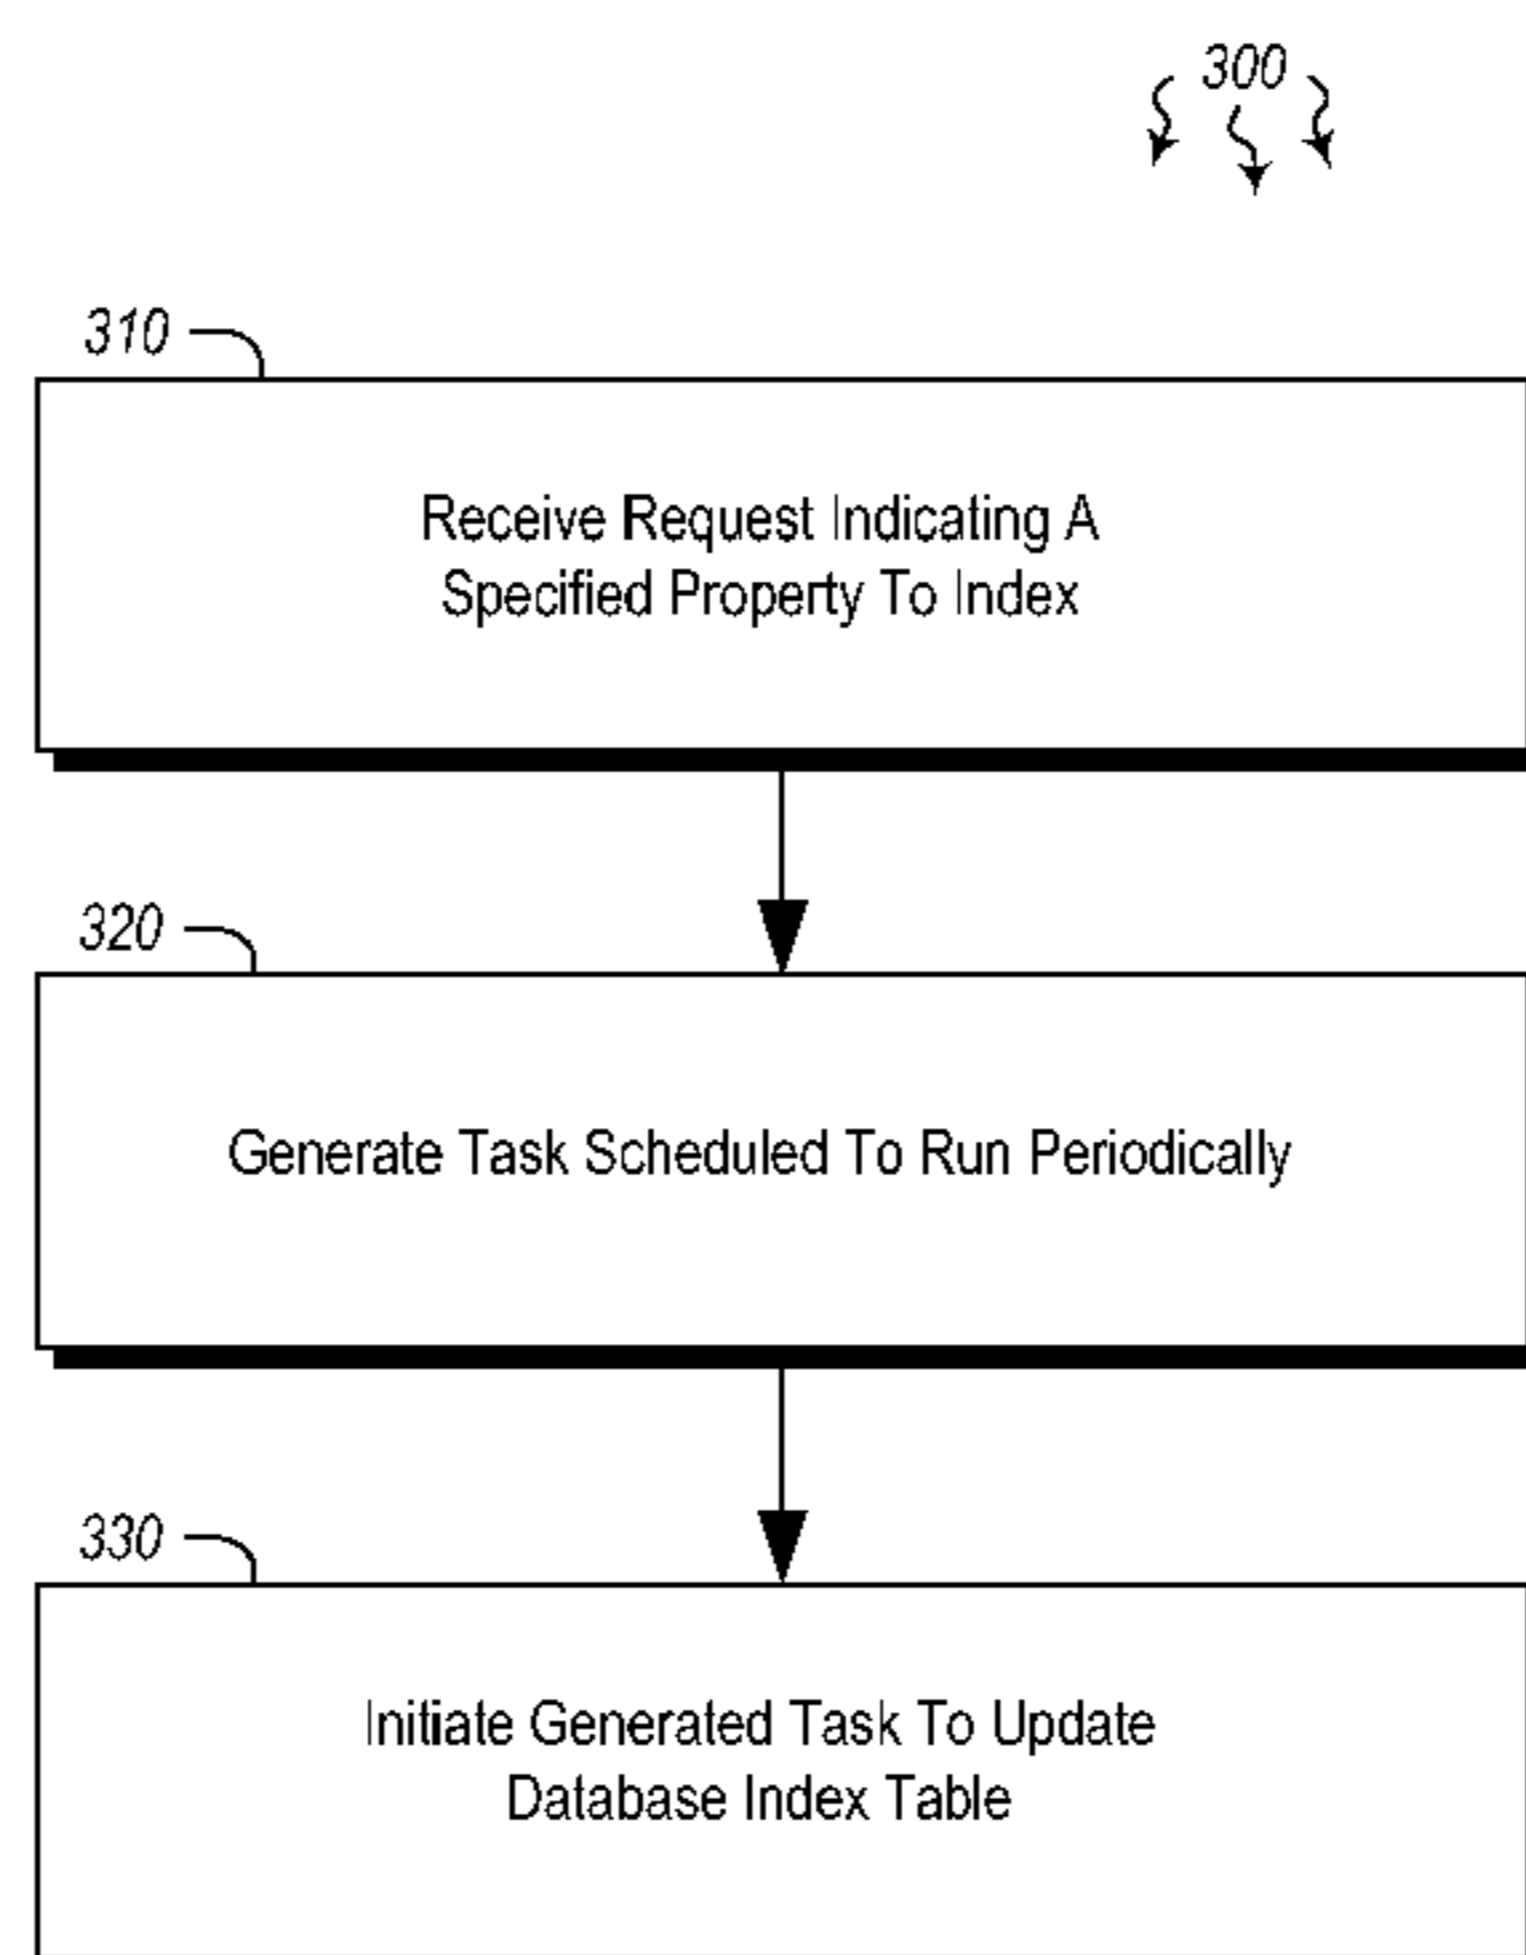 300
310
Receive Request Indicating A
Specified Property To Index
320
Generate Task Scheduled To Run Periodically
330
Initiate Generated Task To Update
Database Index Table